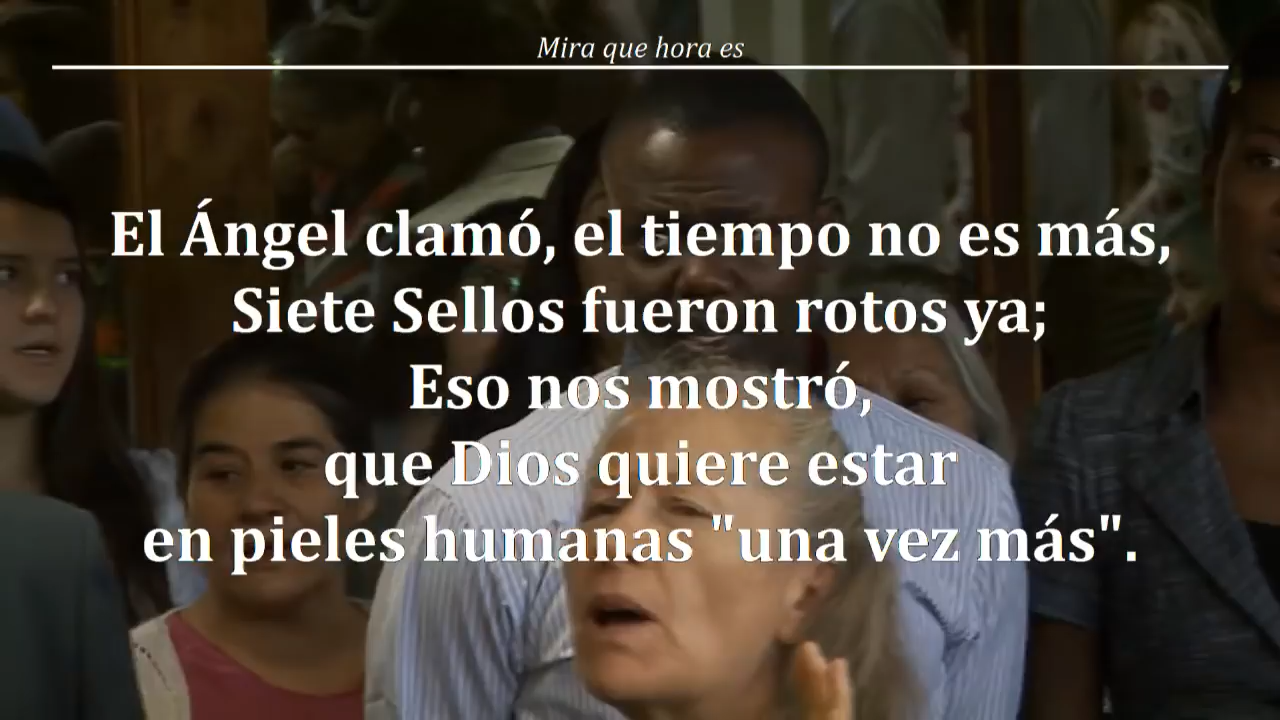 Mira que hora es
El Ángel clamó, el tiempo no es más,
Siete Sellos fueron rotos ya;
Eso nos mostró,
que Dios quiere estar
en pieles humanas "una vez más".